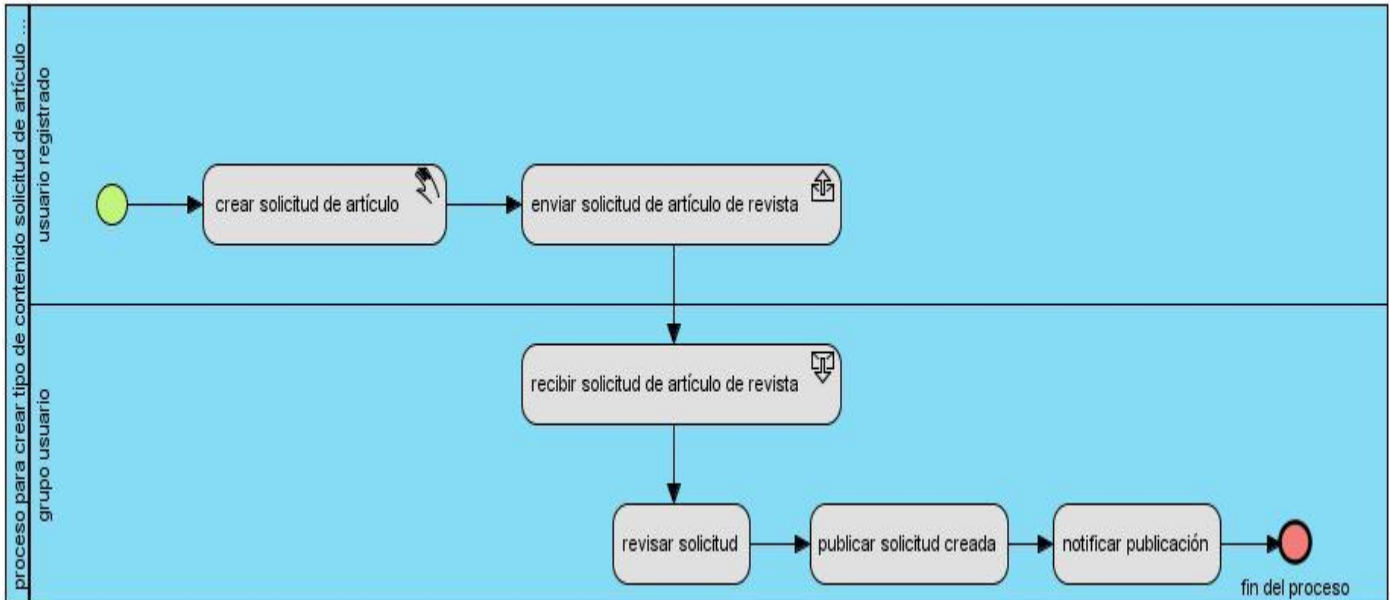 proceso para crear tipo de contenido solicitud de artículo ...
usuario registrado
crear solicitud de artículo
enviar solicitud de artículo de revista
grupo usuario
recibir solicitud de artículo de revista
revisar solicitud
publicar solicitud creada
notificar publicación
fin del proceso